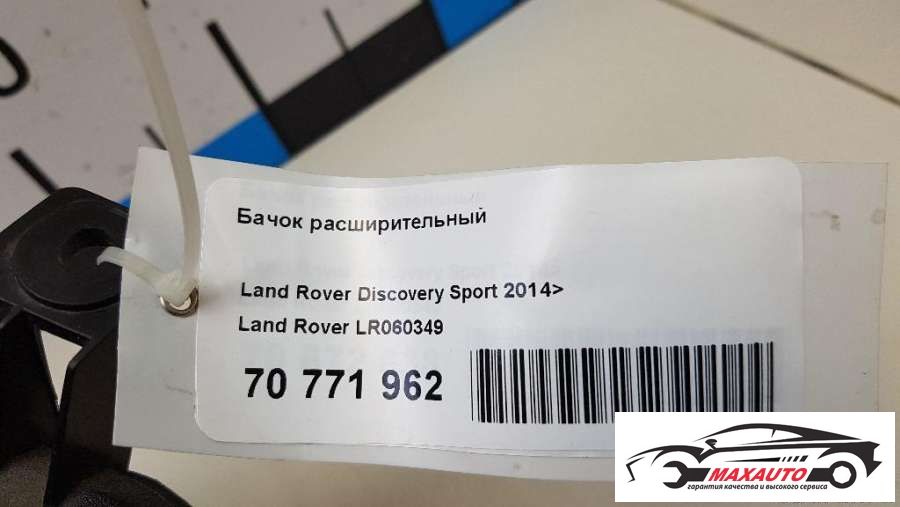 Бачок расширительный
Land Rover Discovery Sport 2014>
Land Rover LR060349
70 771 962
MAXAUTO
гарантия качества и высокого сервиса